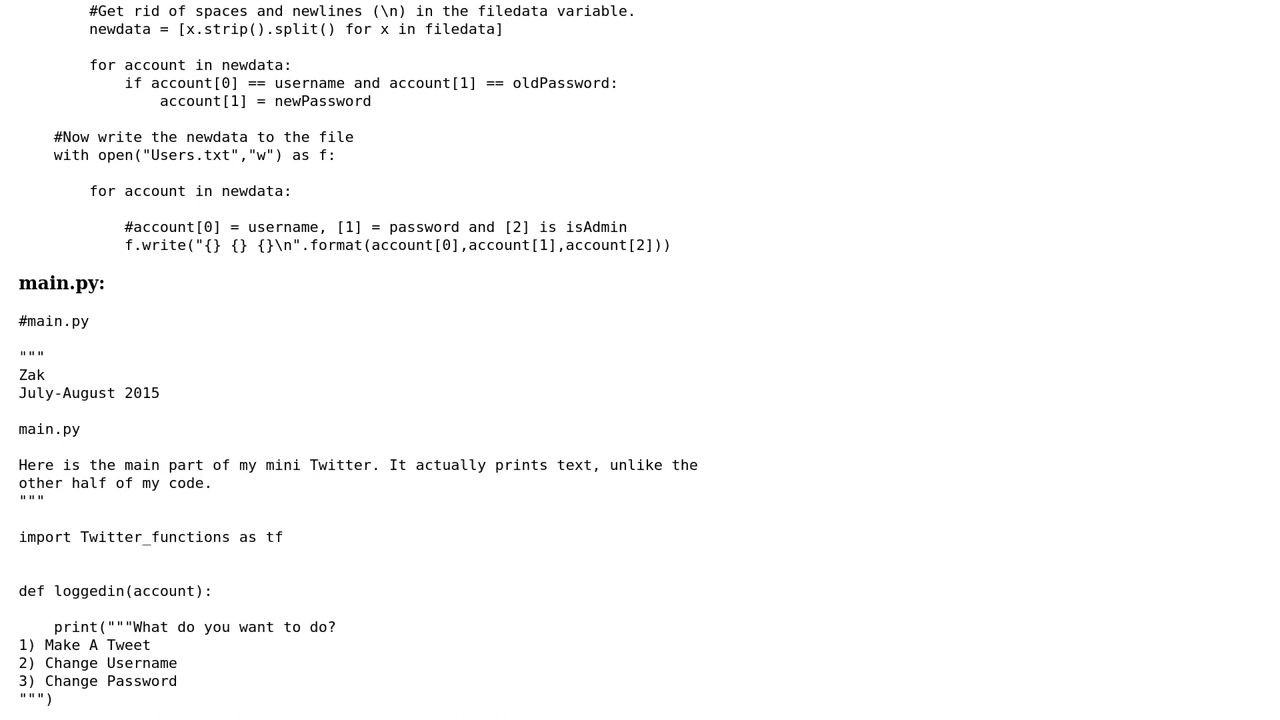 #Get rid of spaces and newlines (\n) in the filedata variable.
        newdata = [x.strip().split() for x in filedata]

        for account in newdata:
            if account[0] == username and account[1] == oldPassword:
                account[1] = newPassword

    #Now write the newdata to the file
    with open("Users.txt","w") as f:

        for account in newdata:

            #account[0] = username, [1] = password and [2] is isAdmin
            f.write("{} {} {}\n".format(account[0],account[1],account[2]))

main.py:

#main.py

"""
Zak
July-August 2015

main.py

Here is the main part of my mini Twitter. It actually prints text, unlike the
other half of my code.
"""

import Twitter_functions as tf


def loggedin(account):

    print("""What do you want to do?
1) Make A Tweet
2) Change Username
3) Change Password
""")